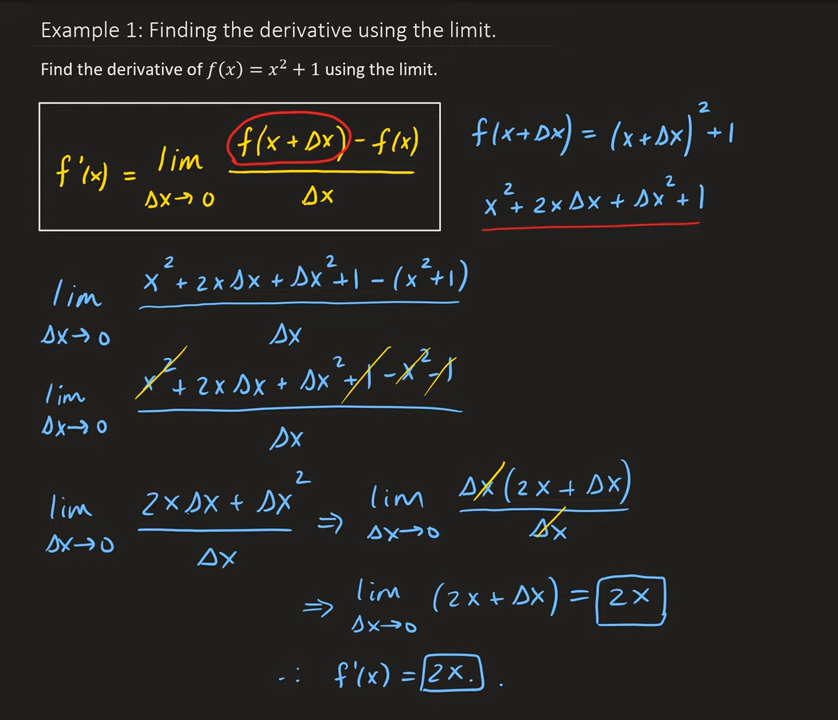 Example 1: Finding the derivative using the limit.
Find the derivative of f(x) = x² + 1 using the limit.
f'(x) = lim Δx→0 (f(x + Δx) - f(x)) / Δx
f(x+Δx) = (x+Δx)² + 1
x² + 2xΔx + Δx² + 1
lim Δx→0 (x² + 2xΔx + Δx² + 1 - (x²+1)) / Δx
lim Δx→0 (x² + 2xΔx + Δx² + 1 - x² - 1) / Δx
lim Δx→0 (2xΔx + Δx²) / Δx ⇒ lim Δx→0 Δx(2x + Δx) / Δx
⇒ lim Δx→0 (2x + Δx) = 2x
∴ f'(x) = 2x. .